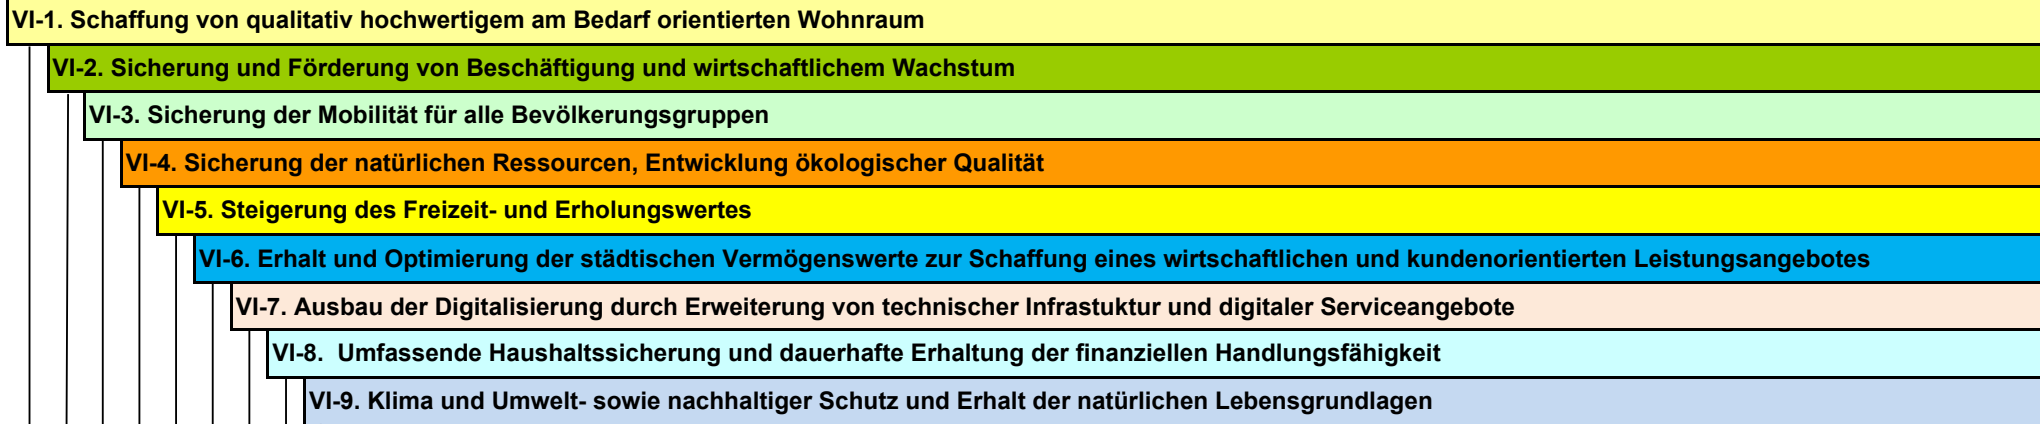 VI-1. Schaffung von qualitativ hochwertigem am Bedarf orientierten Wohnraum
VI-2. Sicherung und Förderung von Beschäftigung und wirtschaftlichem Wachstum
VI-3. Sicherung der Mobilität für alle Bevölkerungsgruppen
VI-4. Sicherung der natürlichen Ressourcen, Entwicklung ökologischer Qualität
VI-5. Steigerung des Freizeit- und Erholungswertes
VI-6. Erhalt und Optimierung der städtischen Vermögenswerte zur Schaffung eines wirtschaftlichen und kundenorientierten Leistungsangebotes
VI-7. Ausbau der Digitalisierung durch Erweiterung von technischer Infrastuktur und digitaler Serviceangebote
VI-8. Umfassende Haushaltssicherung und dauerhafte Erhaltung der finanziellen Handlungsfähigkeit
VI-9. Klima und Umwelt- sowie nachhaltiger Schutz und Erhalt der natürlichen Lebensgrundlagen